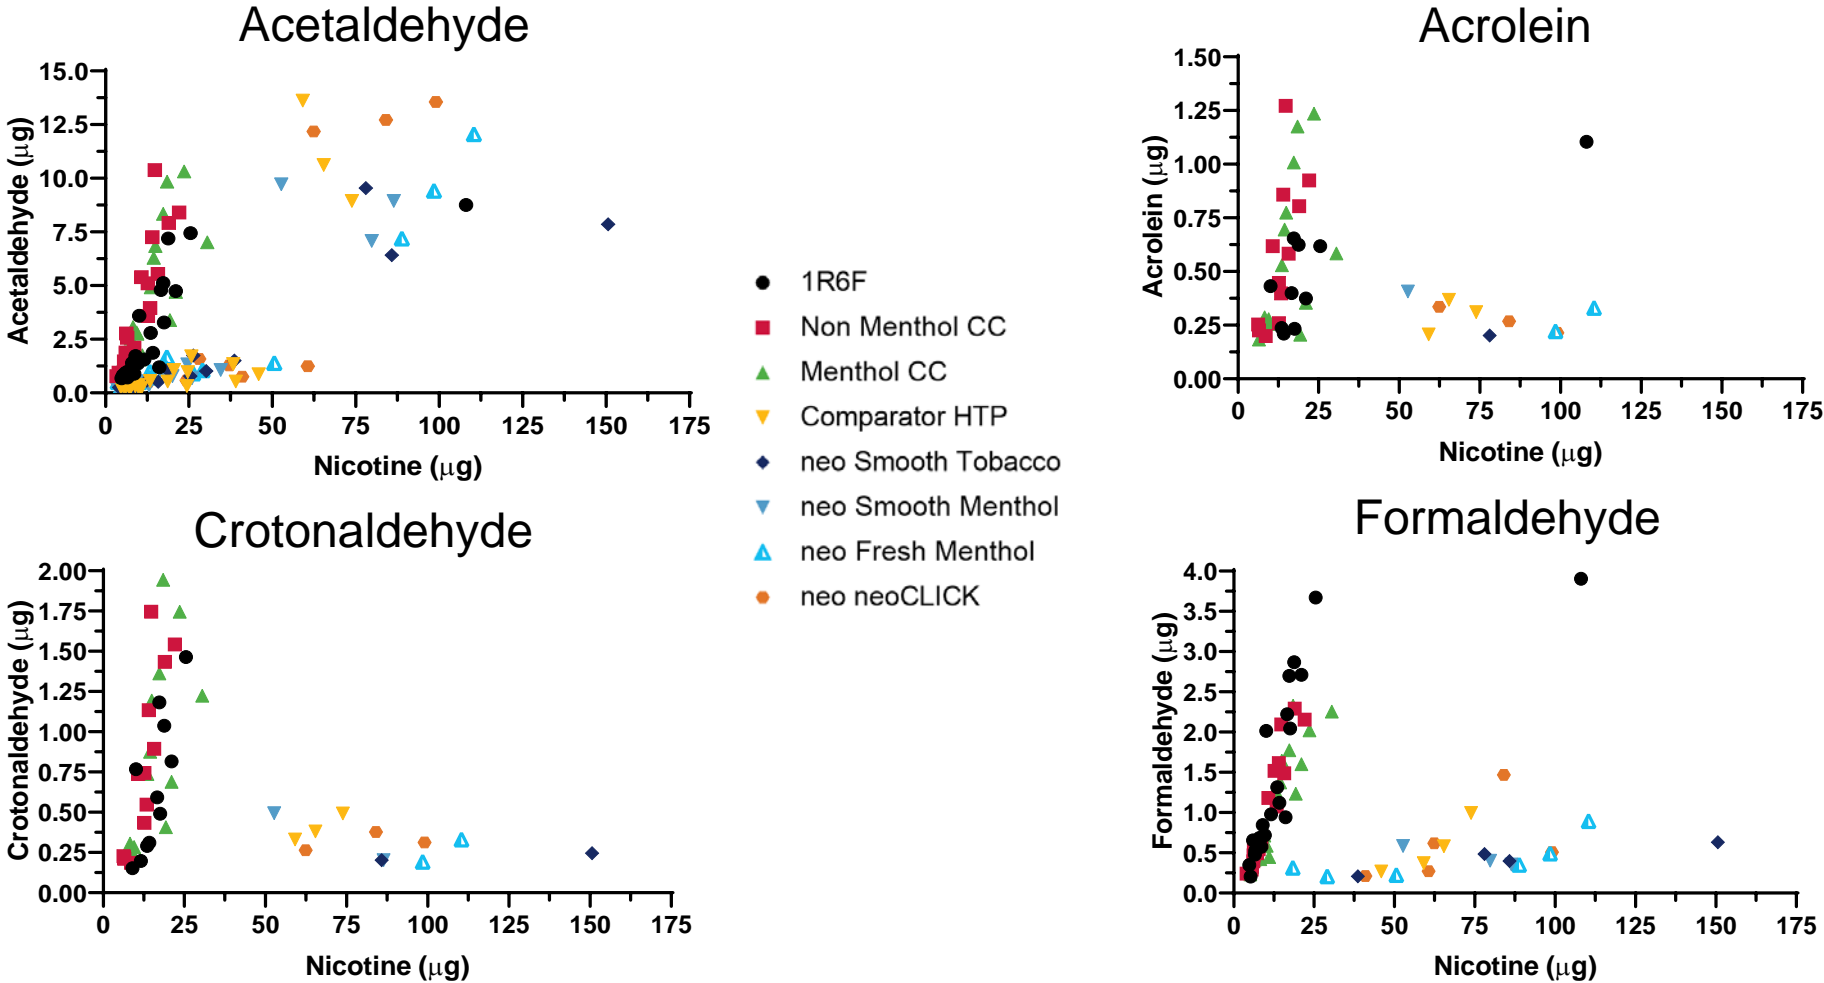 Acetaldehyde
15.0
12.5
10.0
7.5
5.0
2.5
0.0
Acetaldehyde (μg)
0 25 50 75 100 125 150 175
Nicotine (μg)
Acrolein
1.50
1.25
1.00
0.75
0.50
0.25
0.00
Acrolein (μg)
0 25 50 75 100 125 150 175
Nicotine (μg)
1R6F
Non Menthol CC
Menthol CC
Comparator HTP
neo Smooth Tobacco
neo Smooth Menthol
neo Fresh Menthol
neo neoCLICK
Crotonaldehyde
2.00
1.75
1.50
1.25
1.00
0.75
0.50
0.25
0.00
Crotonaldehyde (μg)
0 25 50 75 100 125 150 175
Nicotine (μg)
Formaldehyde
4.0
3.5
3.0
2.5
2.0
1.5
1.0
0.5
0.0
Formaldehyde (μg)
0 25 50 75 100 125 150 175
Nicotine (μg)